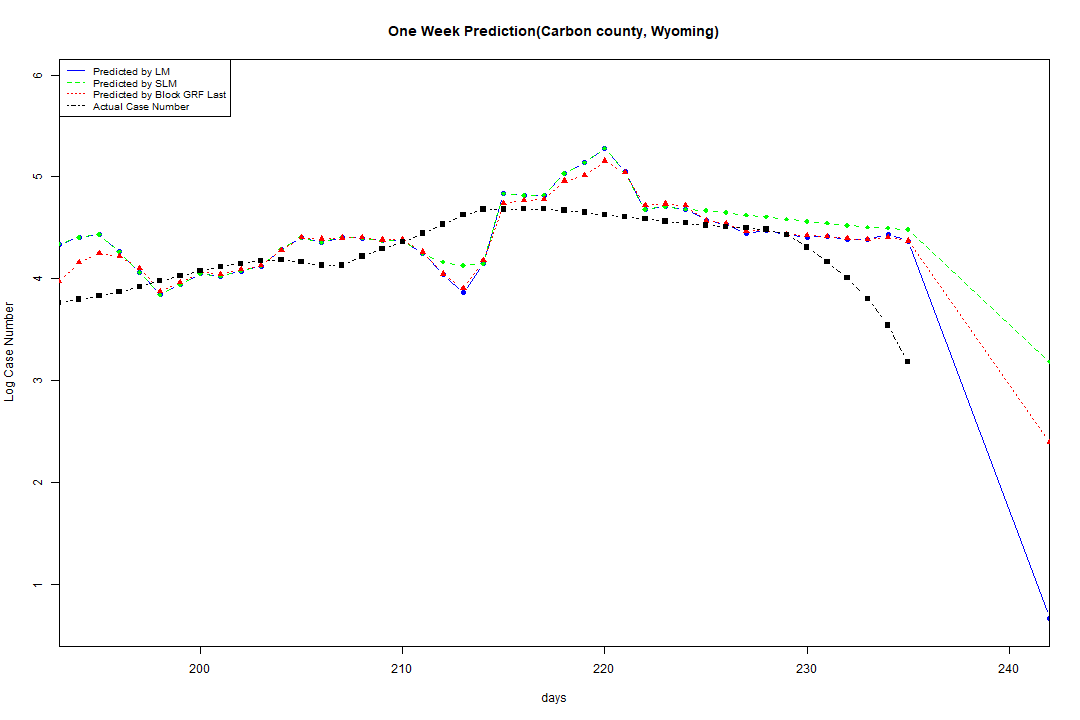 One Week Prediction(Carbon county, Wyoming)
Predicted by LM
Predicted by SLM
Predicted by Block GRF Last
Actual Case Number
6
5
4
3
2
1
Log Case Number
200
210
220
230
240
days